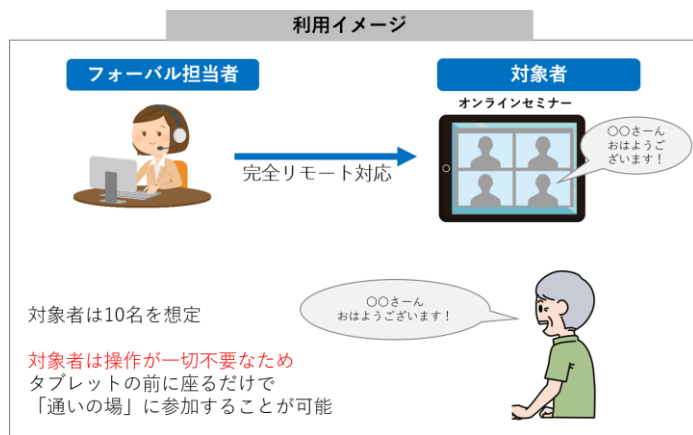 利用イメージ
フォーバル担当者
対象者
オンラインセミナー
〇〇さーん
おはようご
ざいます！
完全リモート対応
〇〇さーん
おはようございます！
対象者は10名を想定
対象者は操作が一切不要なため
タブレットの前に座るだけで
「通いの場」に参加することが可能